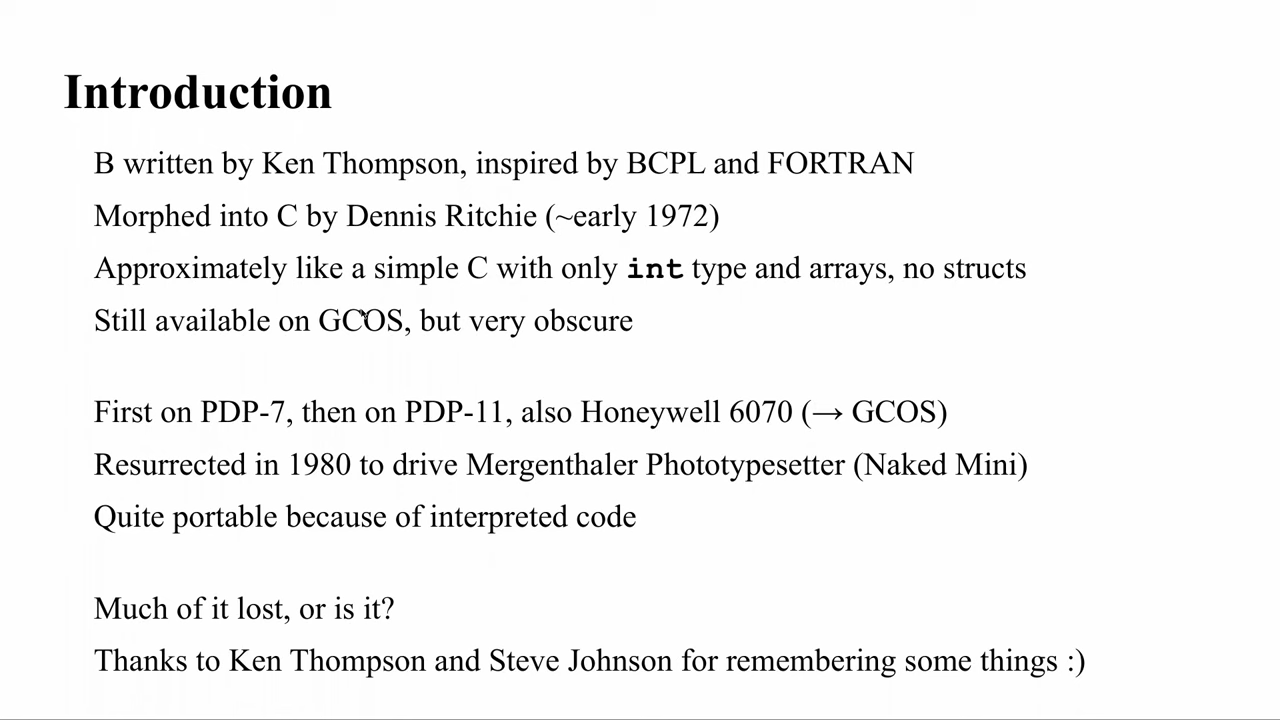 Introduction
B written by Ken Thompson, inspired by BCPL and FORTRAN
Morphed into C by Dennis Ritchie (~early 1972)
Approximately like a simple C with only int type and arrays, no structs
Still available on GCOS, but very obscure
First on PDP-7, then on PDP-11, also Honeywell 6070 (→ GCOS)
Resurrected in 1980 to drive Mergenthaler Phototypesetter (Naked Mini)
Quite portable because of interpreted code
Much of it lost, or is it?
Thanks to Ken Thompson and Steve Johnson for remembering some things :)